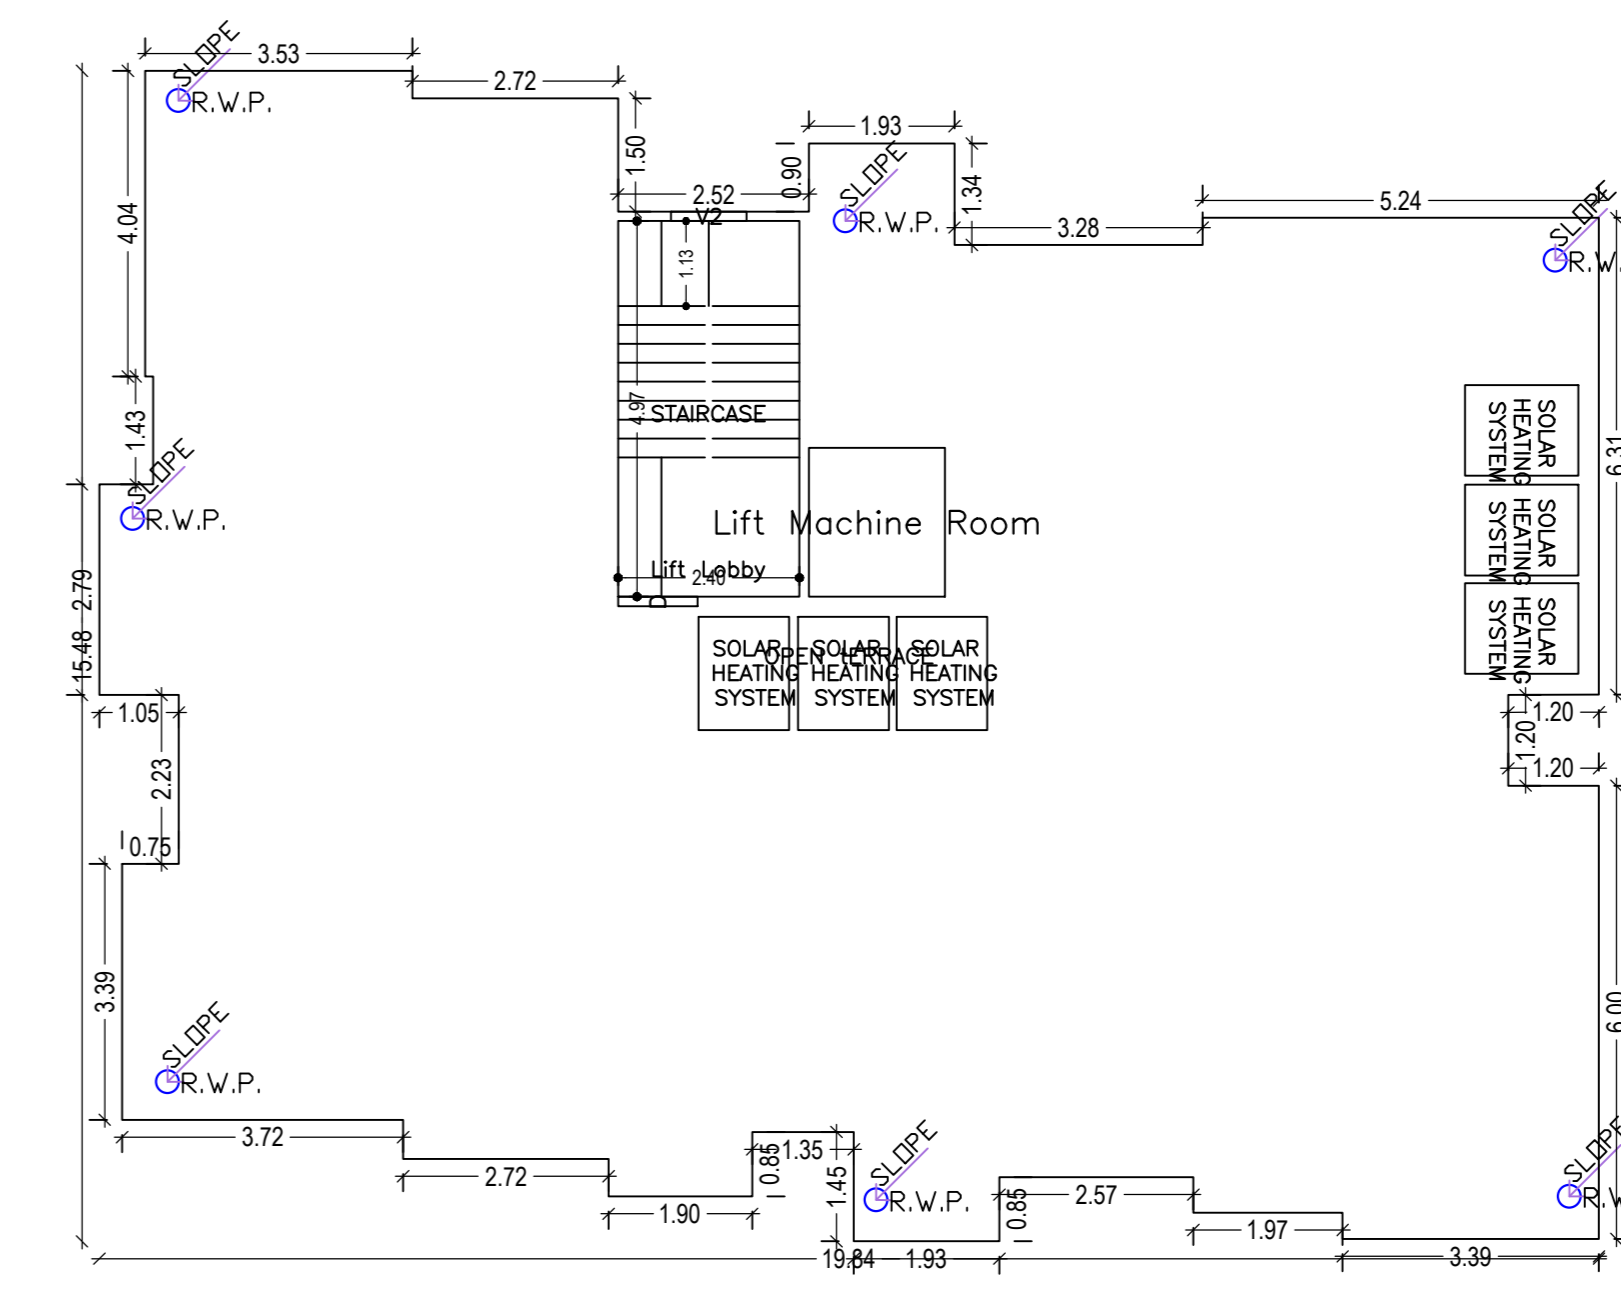 SLOPE
3.53
R.W.P.
2.72
1.50
1.93
0.90
SLOPE
1.34
2.52
V2
R.W.P.
3.28
5.24
SLOPE
R.W.
4.04
1.13
4.97
STAIRCASE
1.43
SLOPE
R.W.P.
SOLAR
HEATING
SYSTEM
SOLAR
HEATING
SYSTEM
SOLAR
HEATING
SYSTEM
6.31
Lift Machine Room
Lift Lobby
2.40
D
2.79
15.48
SOLAR
HEATING
SYSTEM
SOLAR
HEATING
SYSTEM
SOLAR
HEATING
SYSTEM
OPEN tERRACE
1.05
1.20
1.20
1.20
2.23
0.75
3.39
6.00
SLOPE
R.W.P.
3.72
2.72
1.90
0.85
1.35
1.45
SLOPE
R.W.P.
0.85
2.57
1.97
SLOPE
R.W
19.84
1.93
3.39